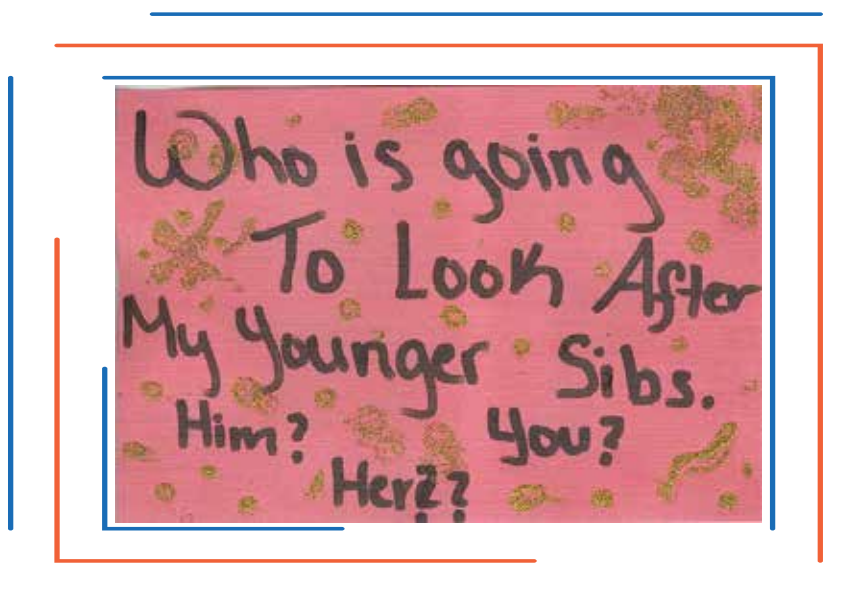 Who is going
To Look After
My Younger Sibs.
Him? You?
Her??